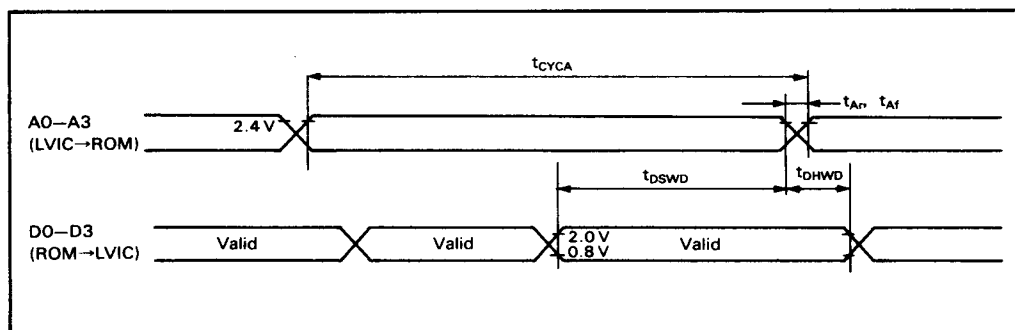 tCYCA
tAr, tAf
A0—A3
(LVIC→ROM)
2.4 V
tDSWD
tDHWD
D0—D3
(ROM→LVIC)
Valid
Valid
2.0 V
0.8 V
Valid